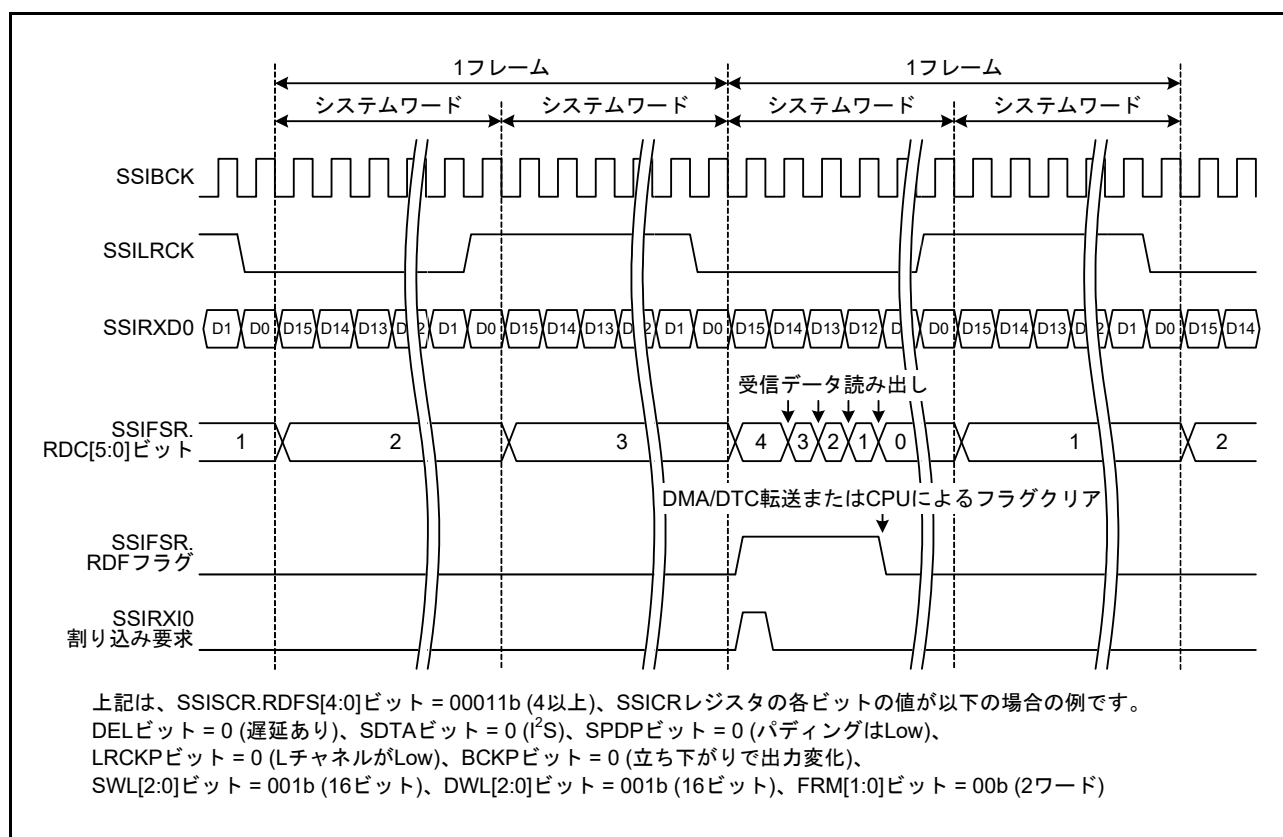 1フレーム 1フレーム
システムワード システムワード システムワード システムワード
SSIBCK
SSILRCK
SSIRXD0 D1 D0 D15 D14 D13 D1 D0 D15 D14 D13 D1 D0 D15 D14 D13 D12 D0 D15 D14 D13 D1 D0 D15 D14
受信データ読み出し
SSIFSR.
RDC[5:0]ビット 1 2 3 4 3 2 1 0 1 2
DMA/DTC転送またはCPUによるフラグクリア
SSIFSR.
RDFフラグ
SSIRXI0
割り込み要求
上記は、SSISCR.RDFS[4:0]ビット = 00011b (4以上)、SSICRレジスタの各ビットの値が以下の場合の例です。
DELビット = 0 (遅延あり)、SDTAビット = 0 (I²S)、SPDPビット = 0 (パディングはLow)、
LRCKPビット = 0 (LチャネルがLow)、BCKPビット = 0 (立ち下がりで出力変化)、
SWL[2:0]ビット = 001b (16ビット)、DWL[2:0]ビット = 001b (16ビット)、FRM[1:0]ビット = 00b (2ワード)